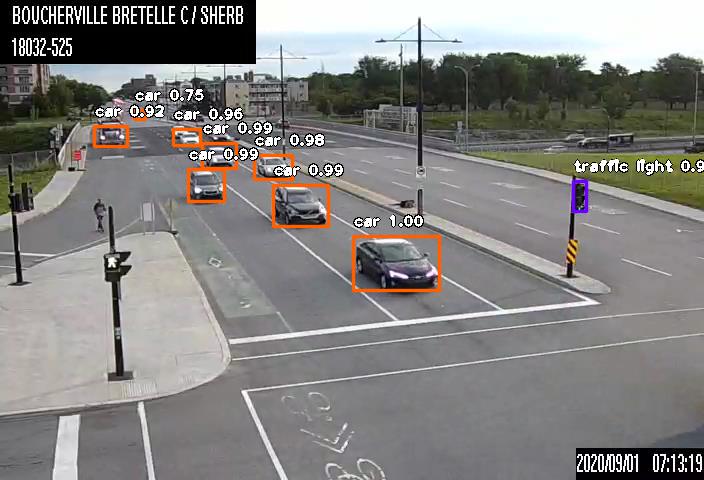 BOUCHERVILLE BRETELLE C / SHERB
18032-525
car 0.75
car 0.92
car 0.96
car 0.99
car 0.98
car 0.99
car 0.99
traffic light 0.9
car 1.00
2020/09/01 07:13:19